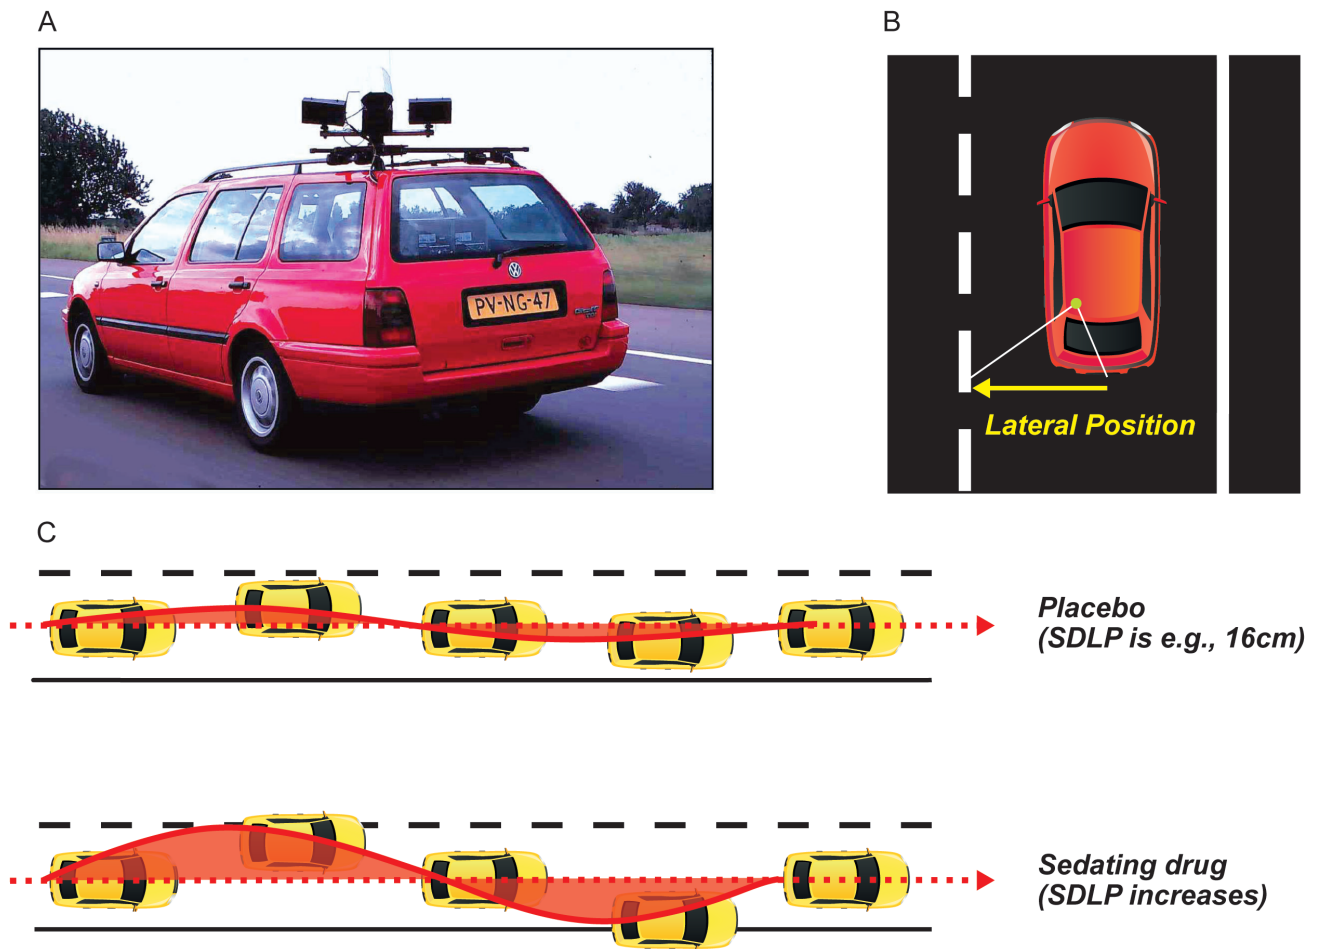 A
B
PV-NG-47
Lateral Position
C
Placebo
(SDLP is e.g., 16cm)
Sedating drug
(SDLP increases)